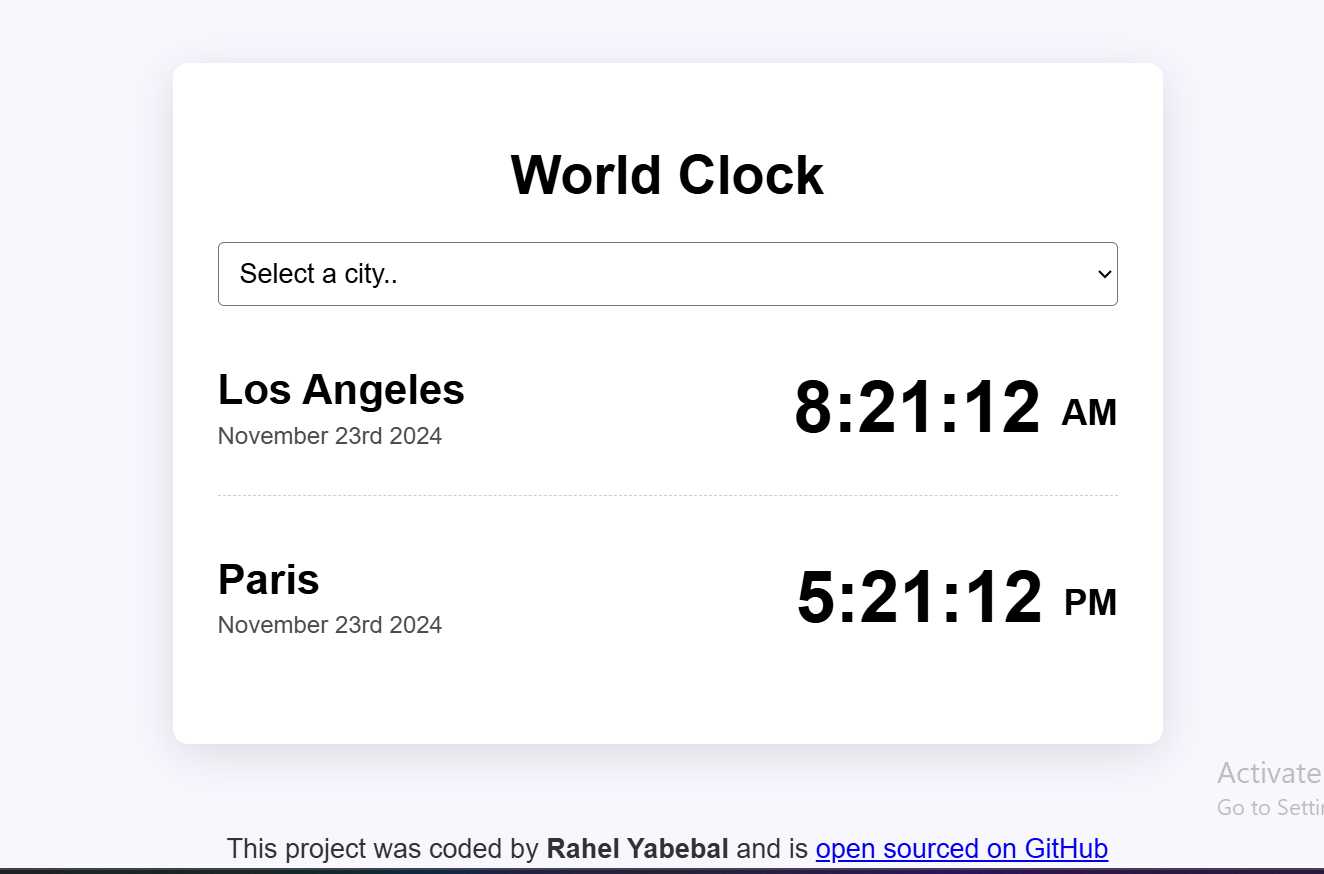 World Clock
Select a city..
Los Angeles
November 23rd 2024
8:21:12 AM
Paris
November 23rd 2024
5:21:12 PM
Activate
Go to
This project was coded by Rahel Yabebal and is open sourced on GitHub